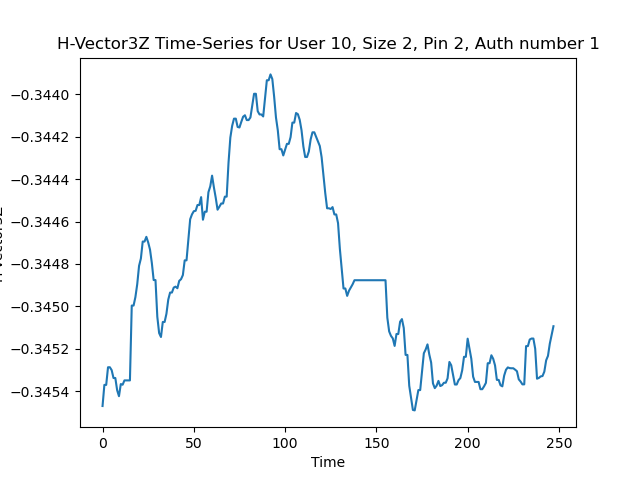 H-Vector3Z Time-Series for User 10, Size 2, Pin 2, Auth number 1
−0.3440
−0.3442
−0.3444
−0.3446
−0.3448
−0.3450
−0.3452
−0.3454
0 50 100 150 200 250
Time